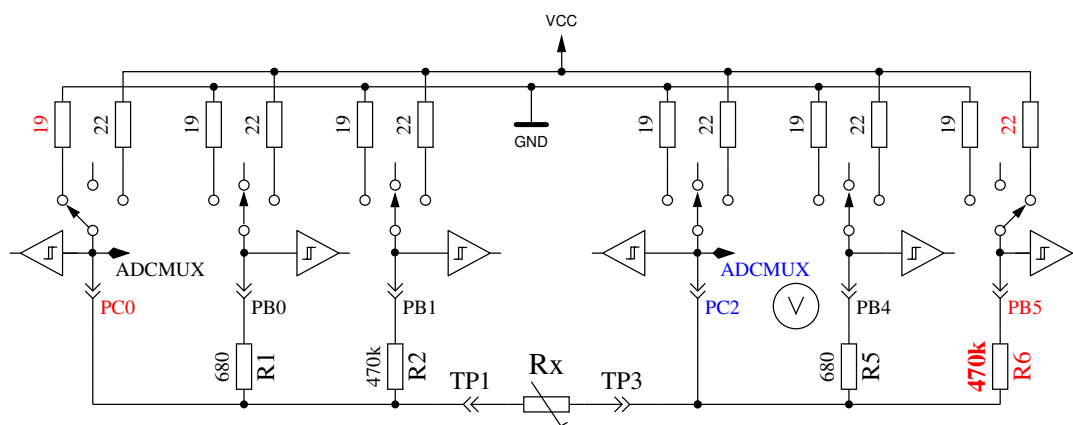 VCC
19 22 19 22 19 22 19 22 19 22 19 22
GND
ADCMUX ADCMUX
PC0 PB0 PB1 PC2 V PB4 PB5
680 R1 470k R2 680 R5 470k R6
TP1 Rx TP3